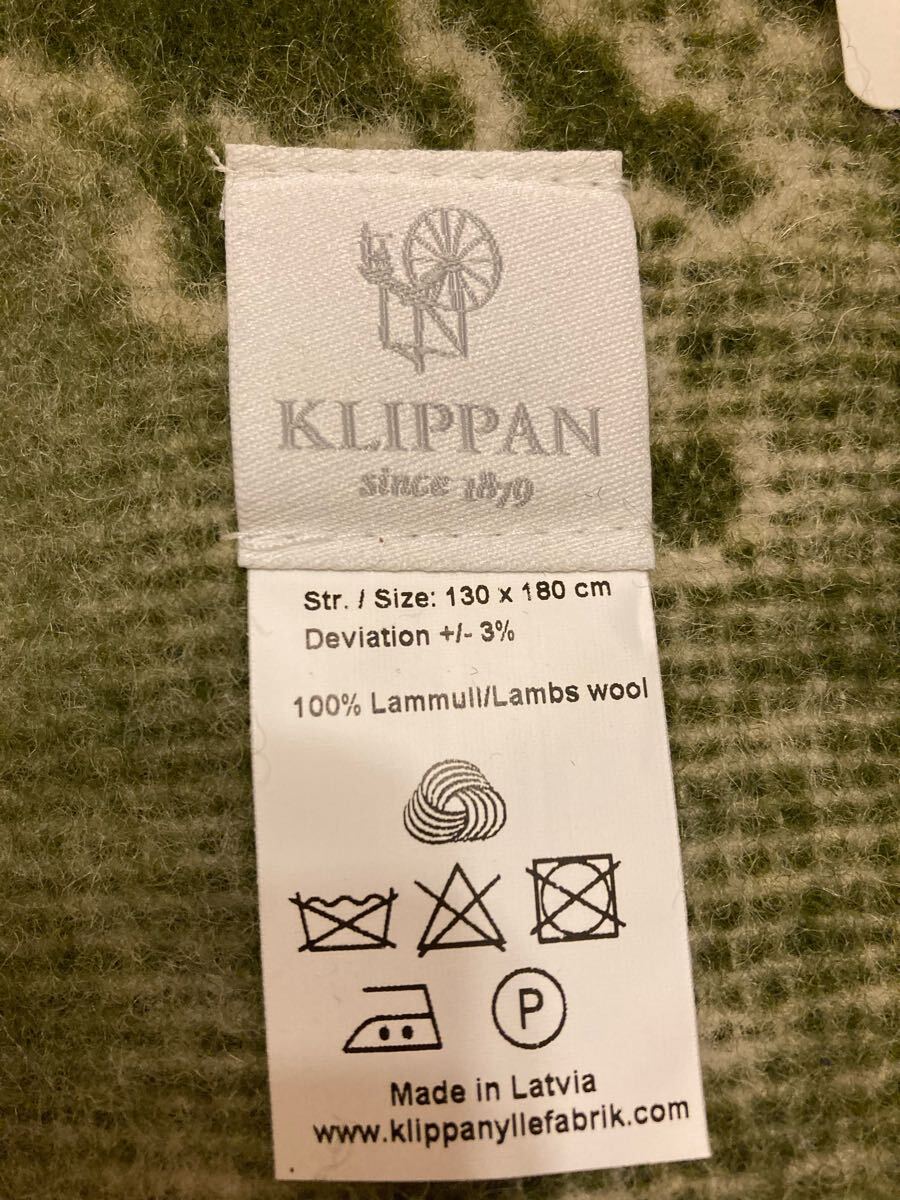 KLIPPAN
since 1879
Str. / Size: 130 x 180 cm
Deviation +/- 3%
100% Lammull/Lambs wool
P
Made in Latvia
www.klippanyllefabrik.com